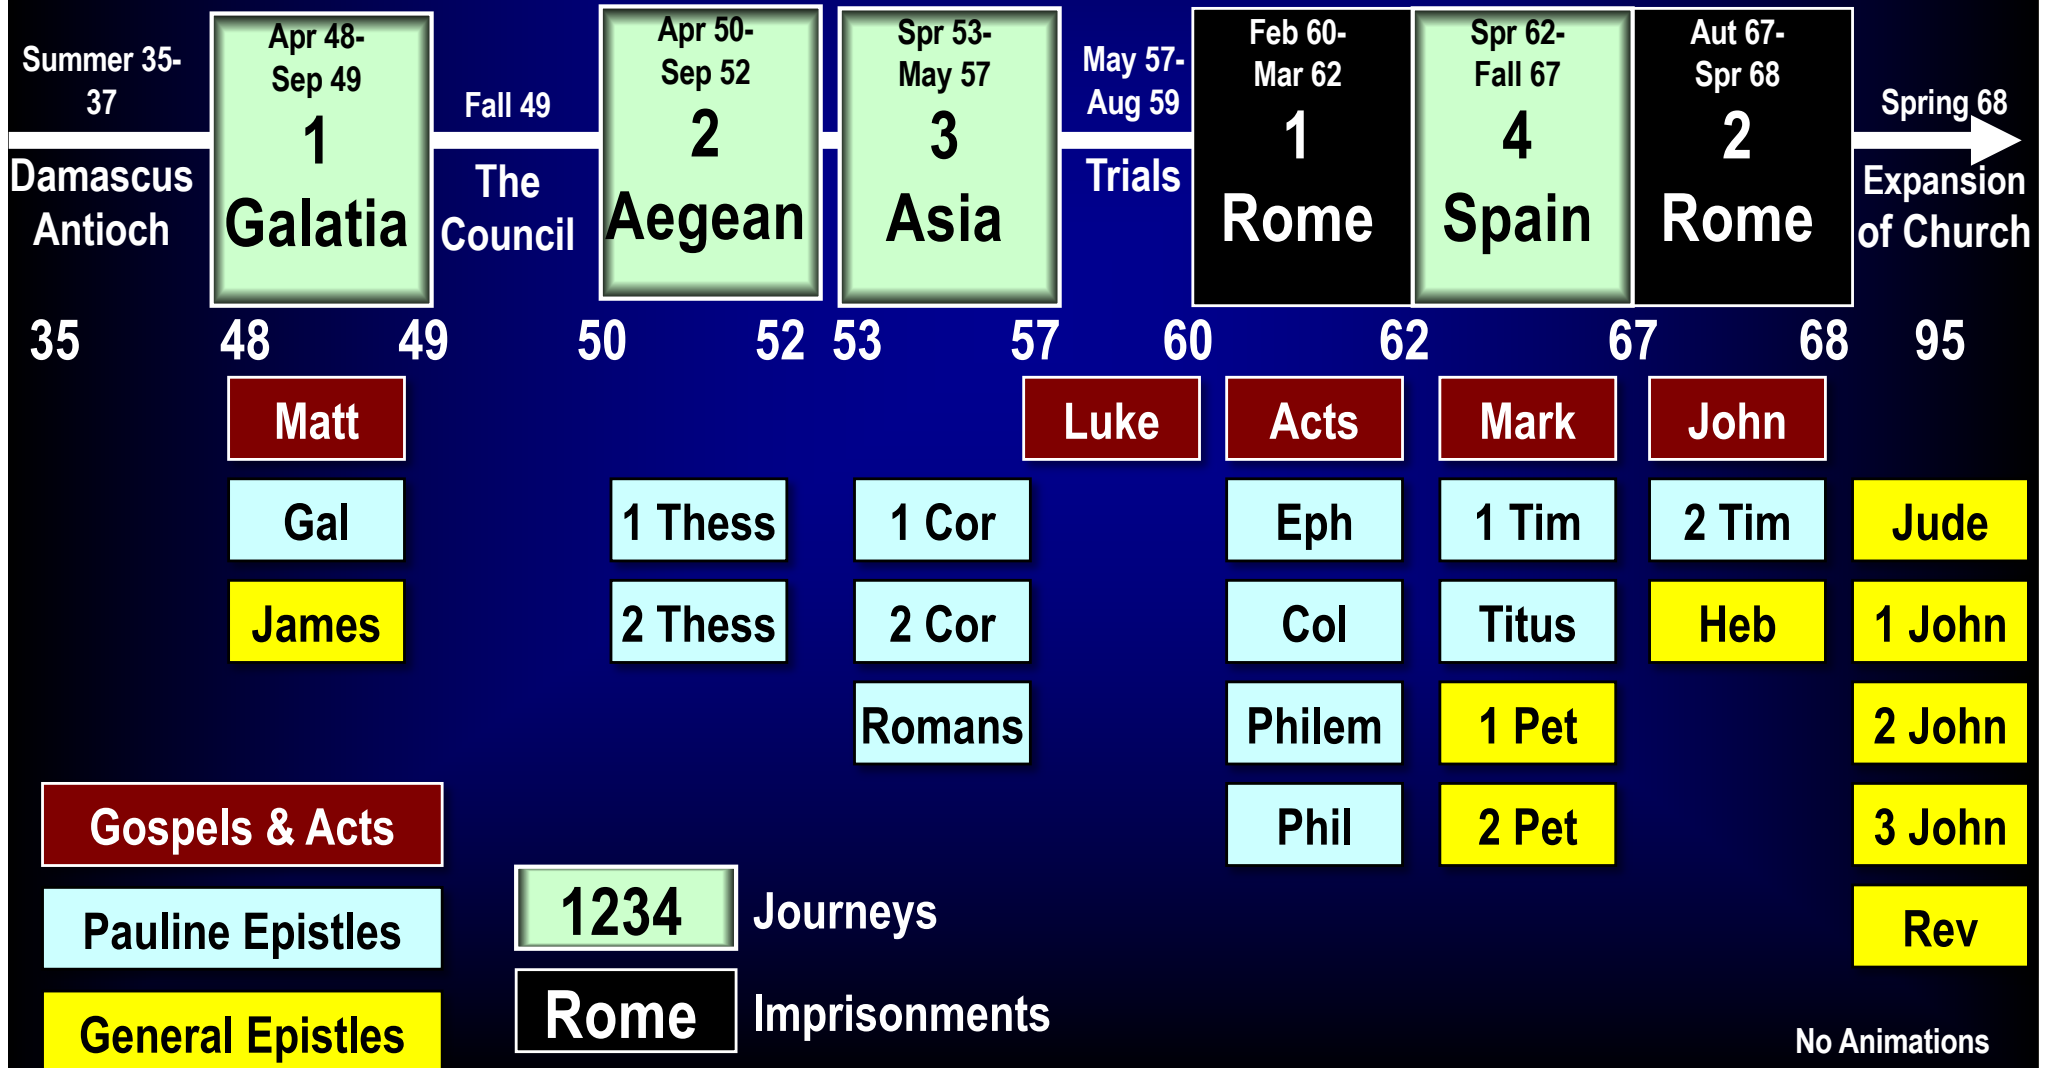 Summer 35-
37
Damascus
Antioch
Apr 48-
Sep 49
1
Galatia
Fall 49
The
Council
Apr 50-
Sep 52
2
Aegean
Spr 53-
May 57
3
Asia
May 57-
Aug 59
Trials
Feb 60-
Mar 62
1
Rome
Spr 62-
Fall 67
4
Spain
Aut 67-
Spr 68
2
Rome
Spring 68
Expansion
of Church
35 48 49 50 52 53 57 60 62 67 68 95
Matt Luke Acts Mark John
Gal 1 Thess 1 Cor Eph 1 Tim 2 Tim Jude
James 2 Thess 2 Cor Col Titus Heb 1 John
Romans Philem 1 Pet 2 John
Phil 2 Pet 3 John
Rev
Gospels & Acts
Pauline Epistles
General Epistles
1234 Journeys
Rome Imprisonments
No Animations